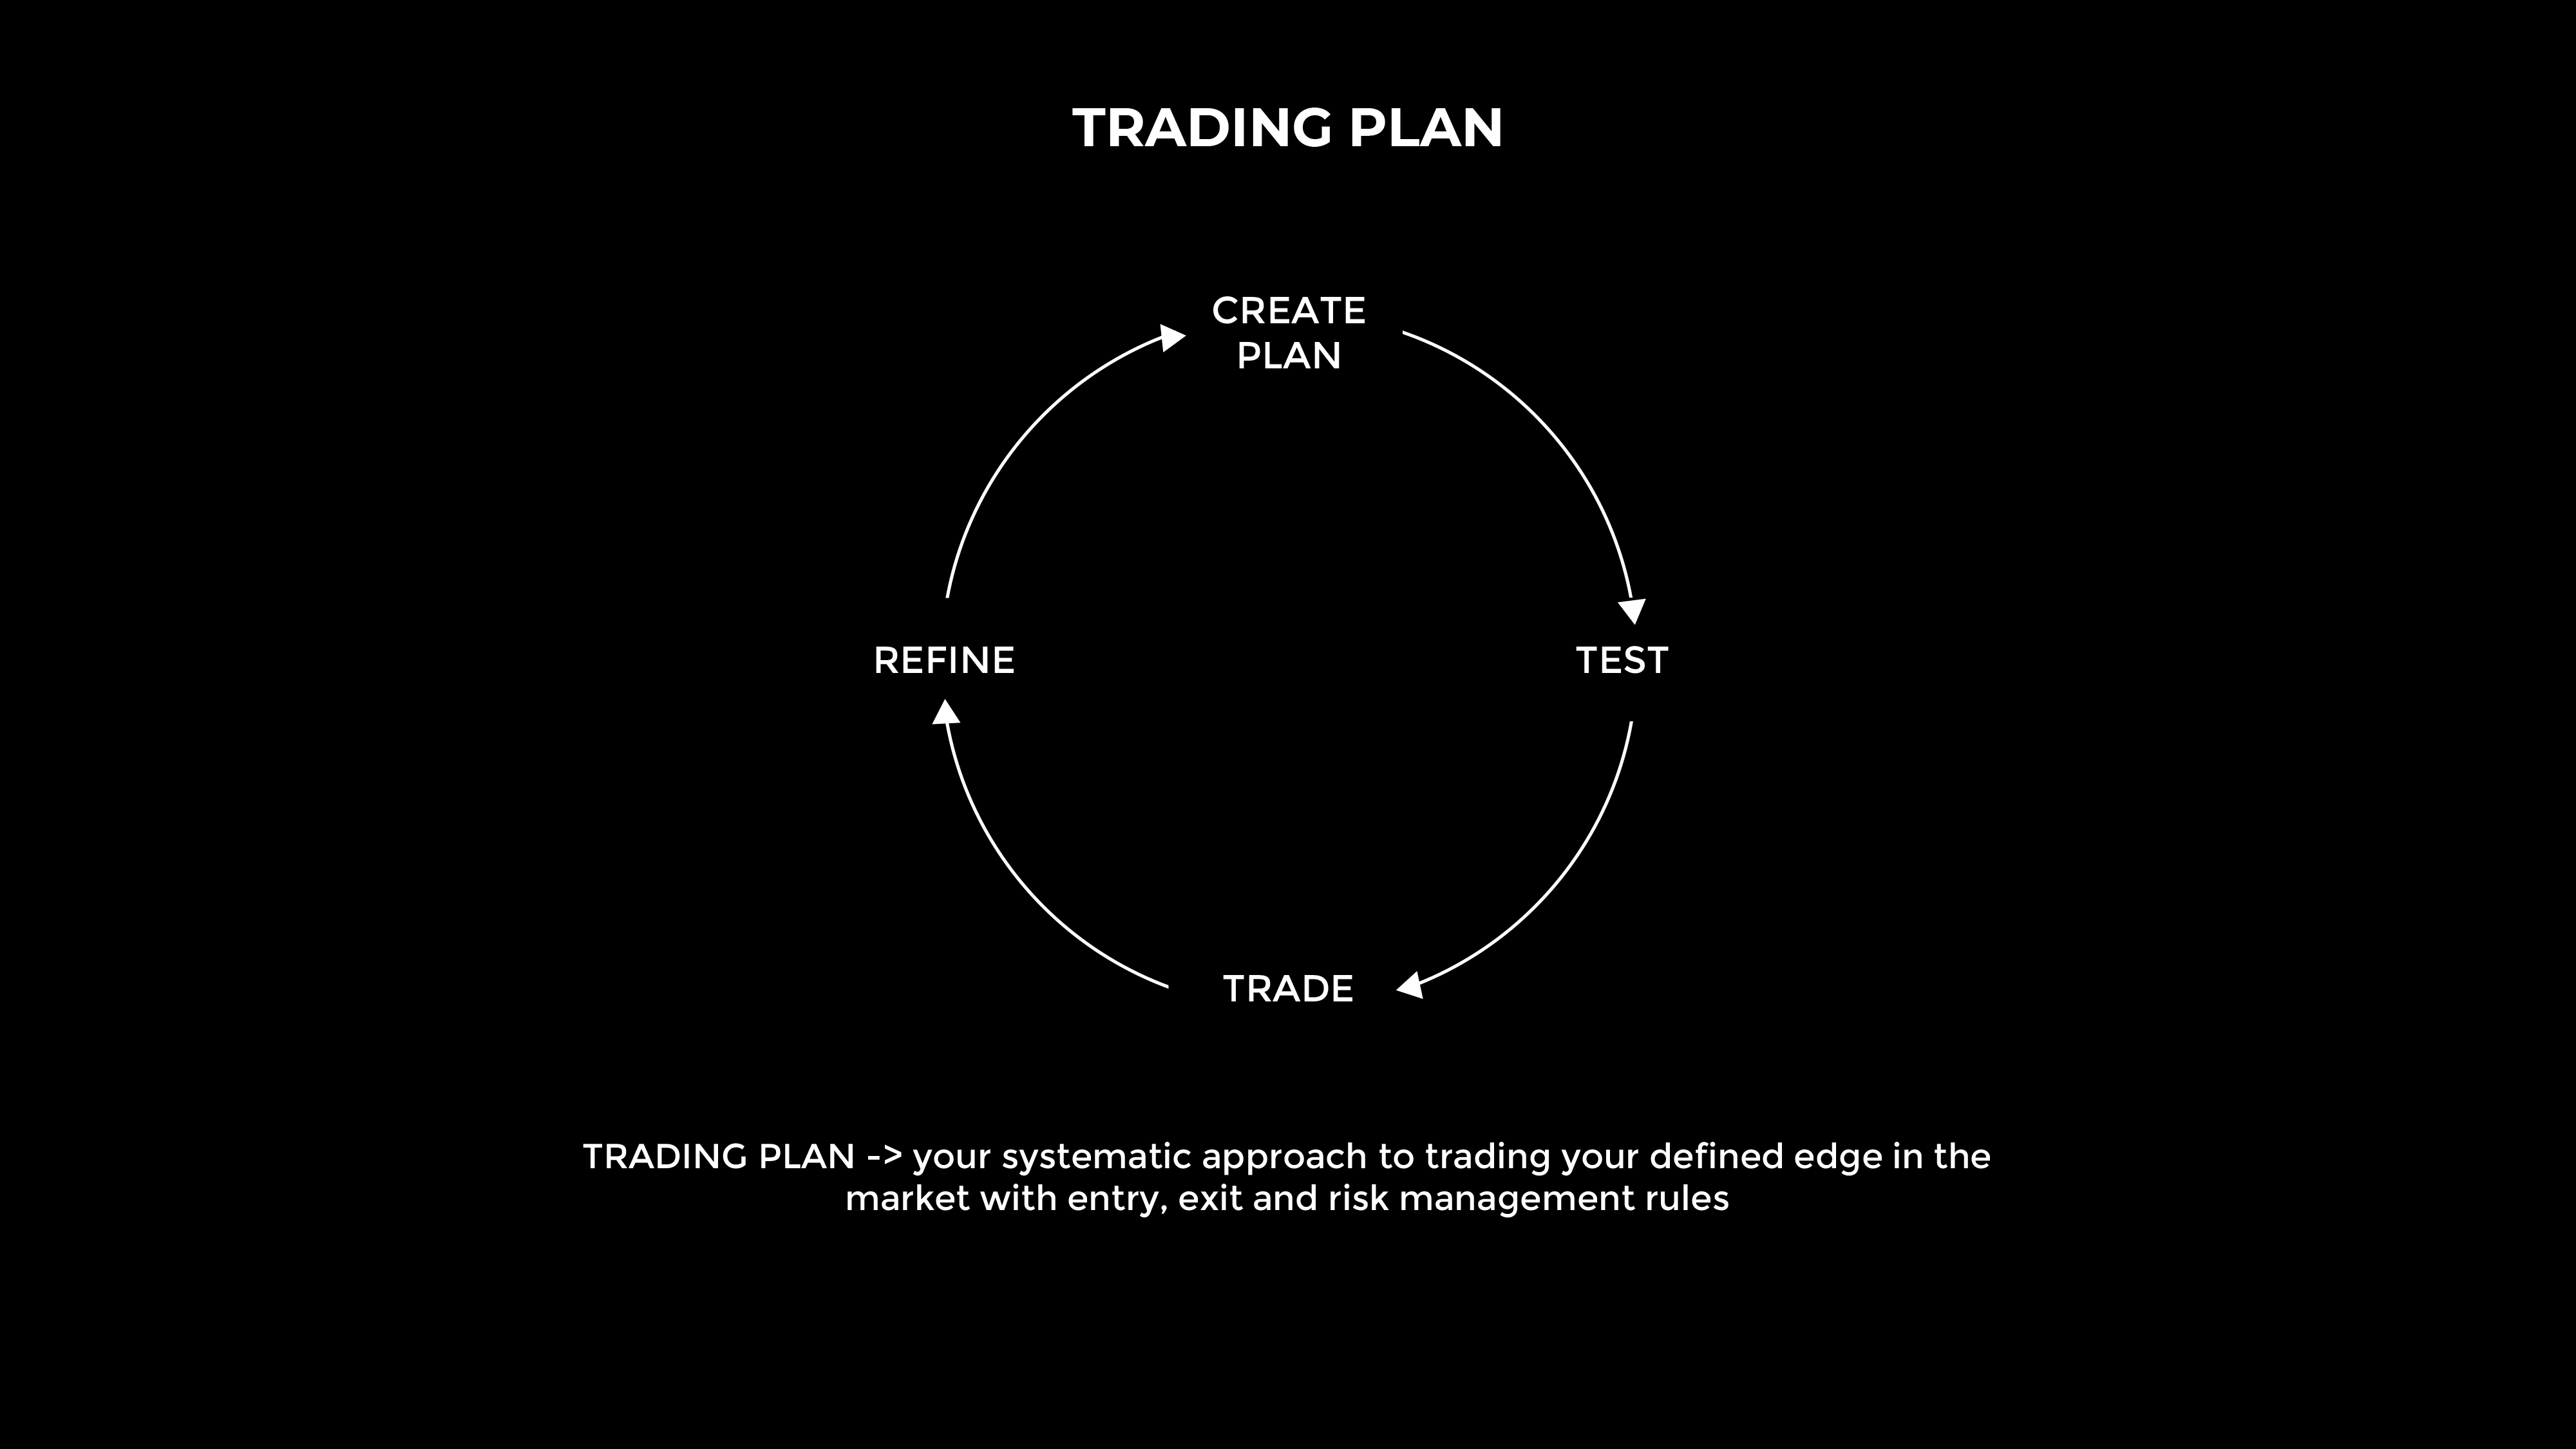 TRADING PLAN
CREATE
PLAN
REFINE
TEST
TRADE
TRADING PLAN -> your systematic approach to trading your defined edge in the
market with entry, exit and risk management rules